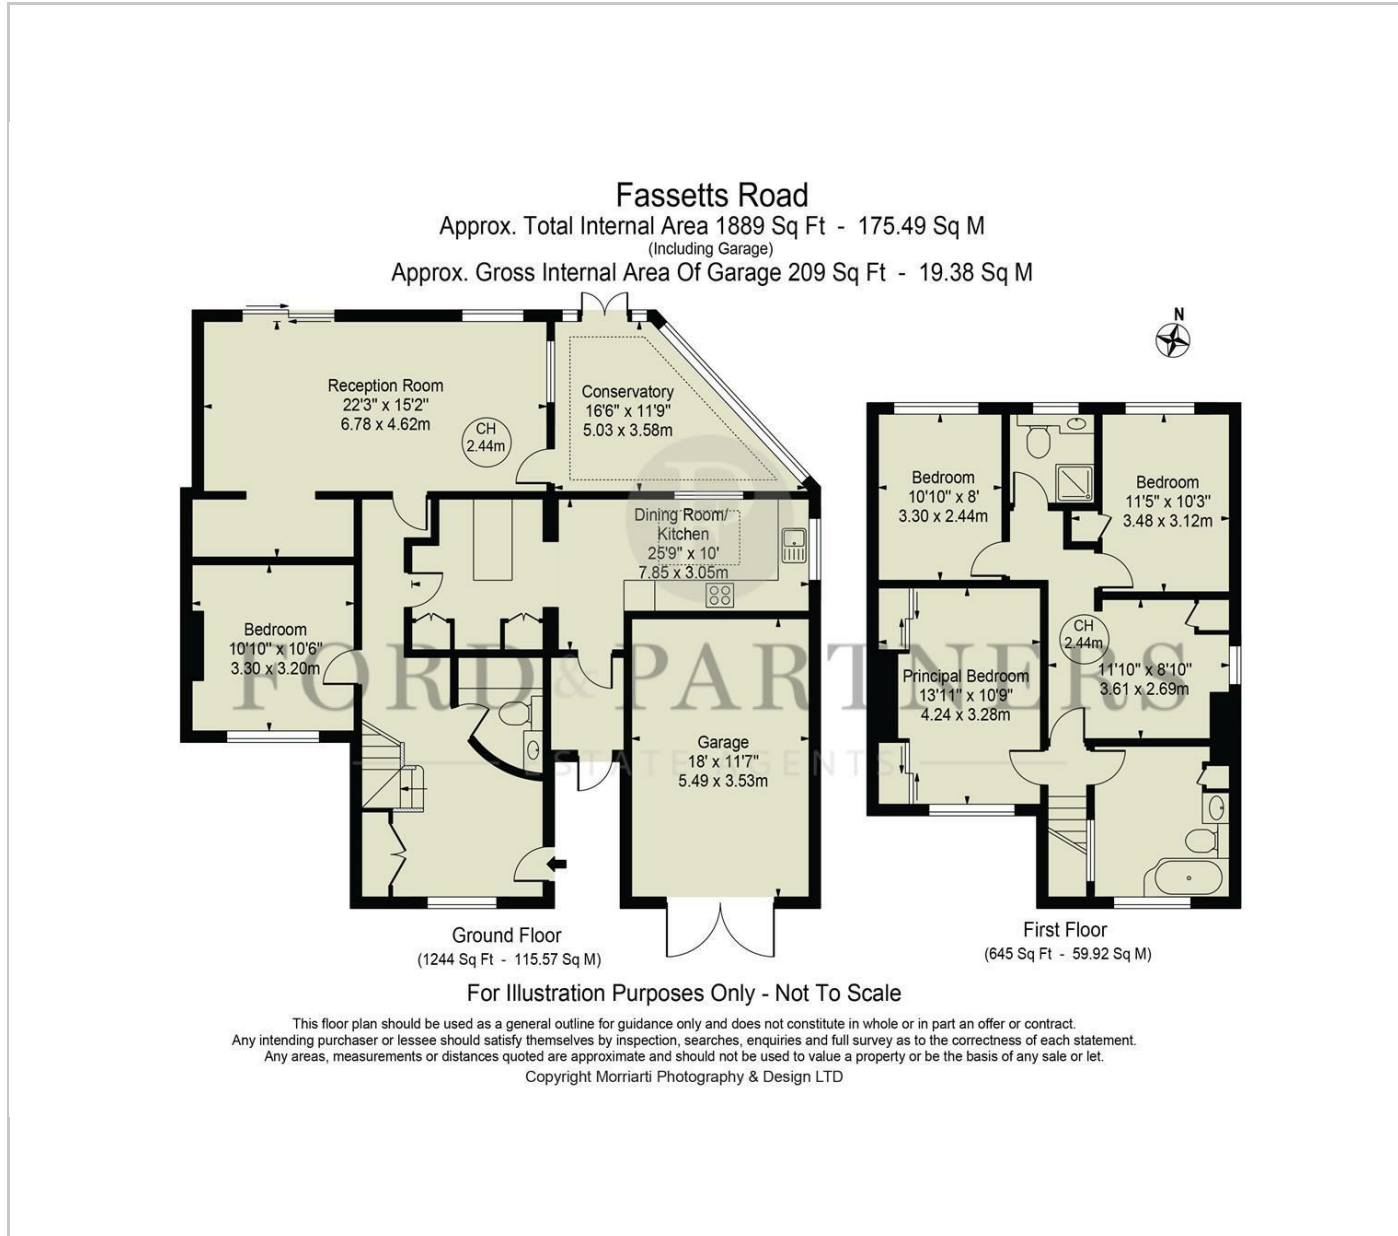 Fassetts Road
Approx. Total Internal Area 1889 Sq Ft - 175.49 Sq M
(Including Garage)
Approx. Gross Internal Area Of Garage 209 Sq Ft - 19.38 Sq M
N
Reception Room
22'3" x 15'2"
6.78 x 4.62m
CH
2.44m
Conservatory
16'6" x 11'9"
5.03 x 3.58m
Dining Room/
Kitchen
25'9" x 10'
7.85 x 3.05m
Bedroom
10'10" x 10'6"
3.30 x 3.20m
Garage
18' x 11'7"
5.49 x 3.53m
Bedroom
10'10" x 8'
3.30 x 2.44m
Bedroom
11'5" x 10'3"
3.48 x 3.12m
CH
2.44m
11'10" x 8'10"
3.61 x 2.69m
Principal Bedroom
13'11" x 10'9"
4.24 x 3.28m
FORD & PARTNERS
ESTATE AGENTS
Ground Floor
(1244 Sq Ft - 115.57 Sq M)
First Floor
(645 Sq Ft - 59.92 Sq M)
For Illustration Purposes Only - Not To Scale
This floor plan should be used as a general outline for guidance only and does not constitute in whole or in part an offer or contract.
Any intending purchaser or lessee should satisfy themselves by inspection, searches, enquiries and full survey as to the correctness of each statement.
Any areas, measurements or distances quoted are approximate and should not be used to value a property or be the basis of any sale or let.
Copyright Morriarti Photography & Design LTD